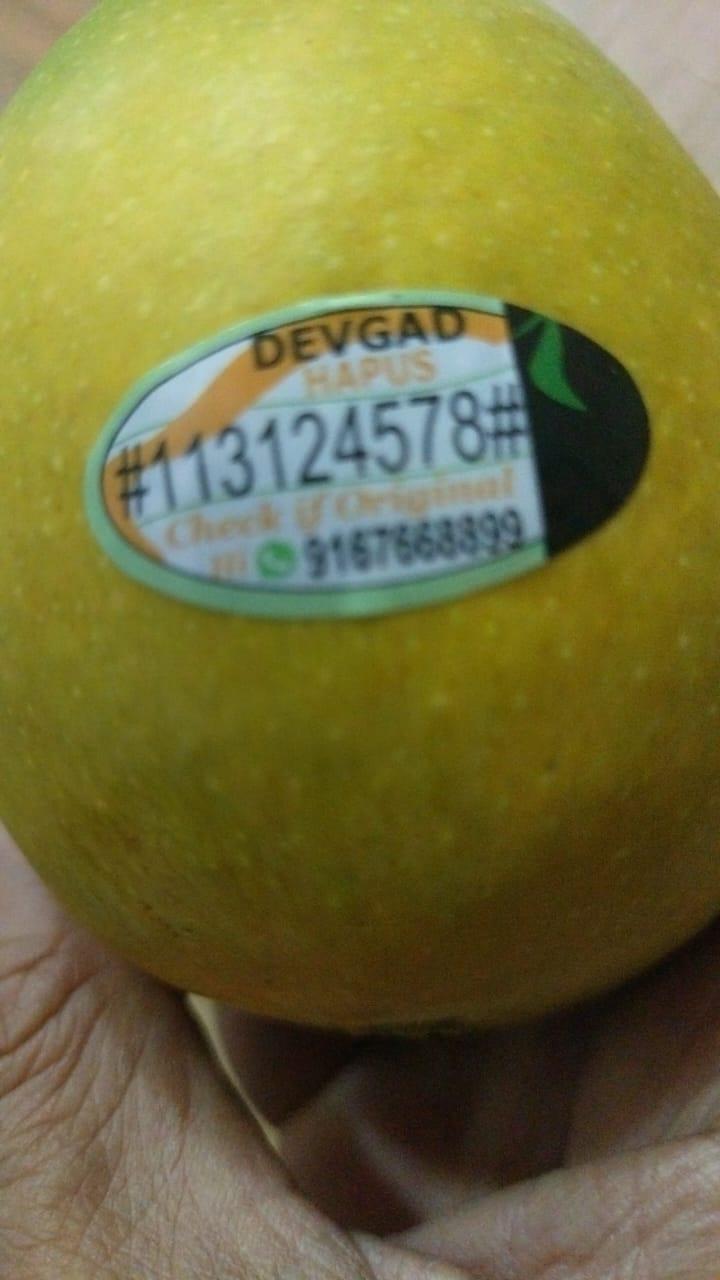 DEVGAD
HAPUS
#113124578#
Check if Original
9167668899